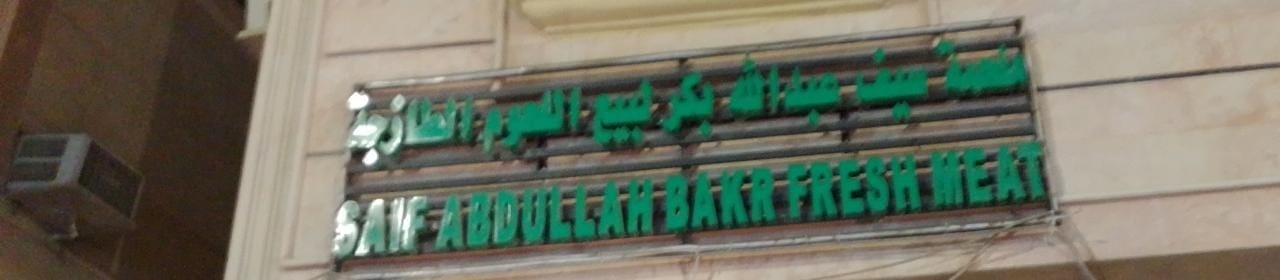 ملحمة سيف عبدالله بكر لبيع اللحوم الطازجة
SAIF ABDULLAH BAKR FRESH MEAT